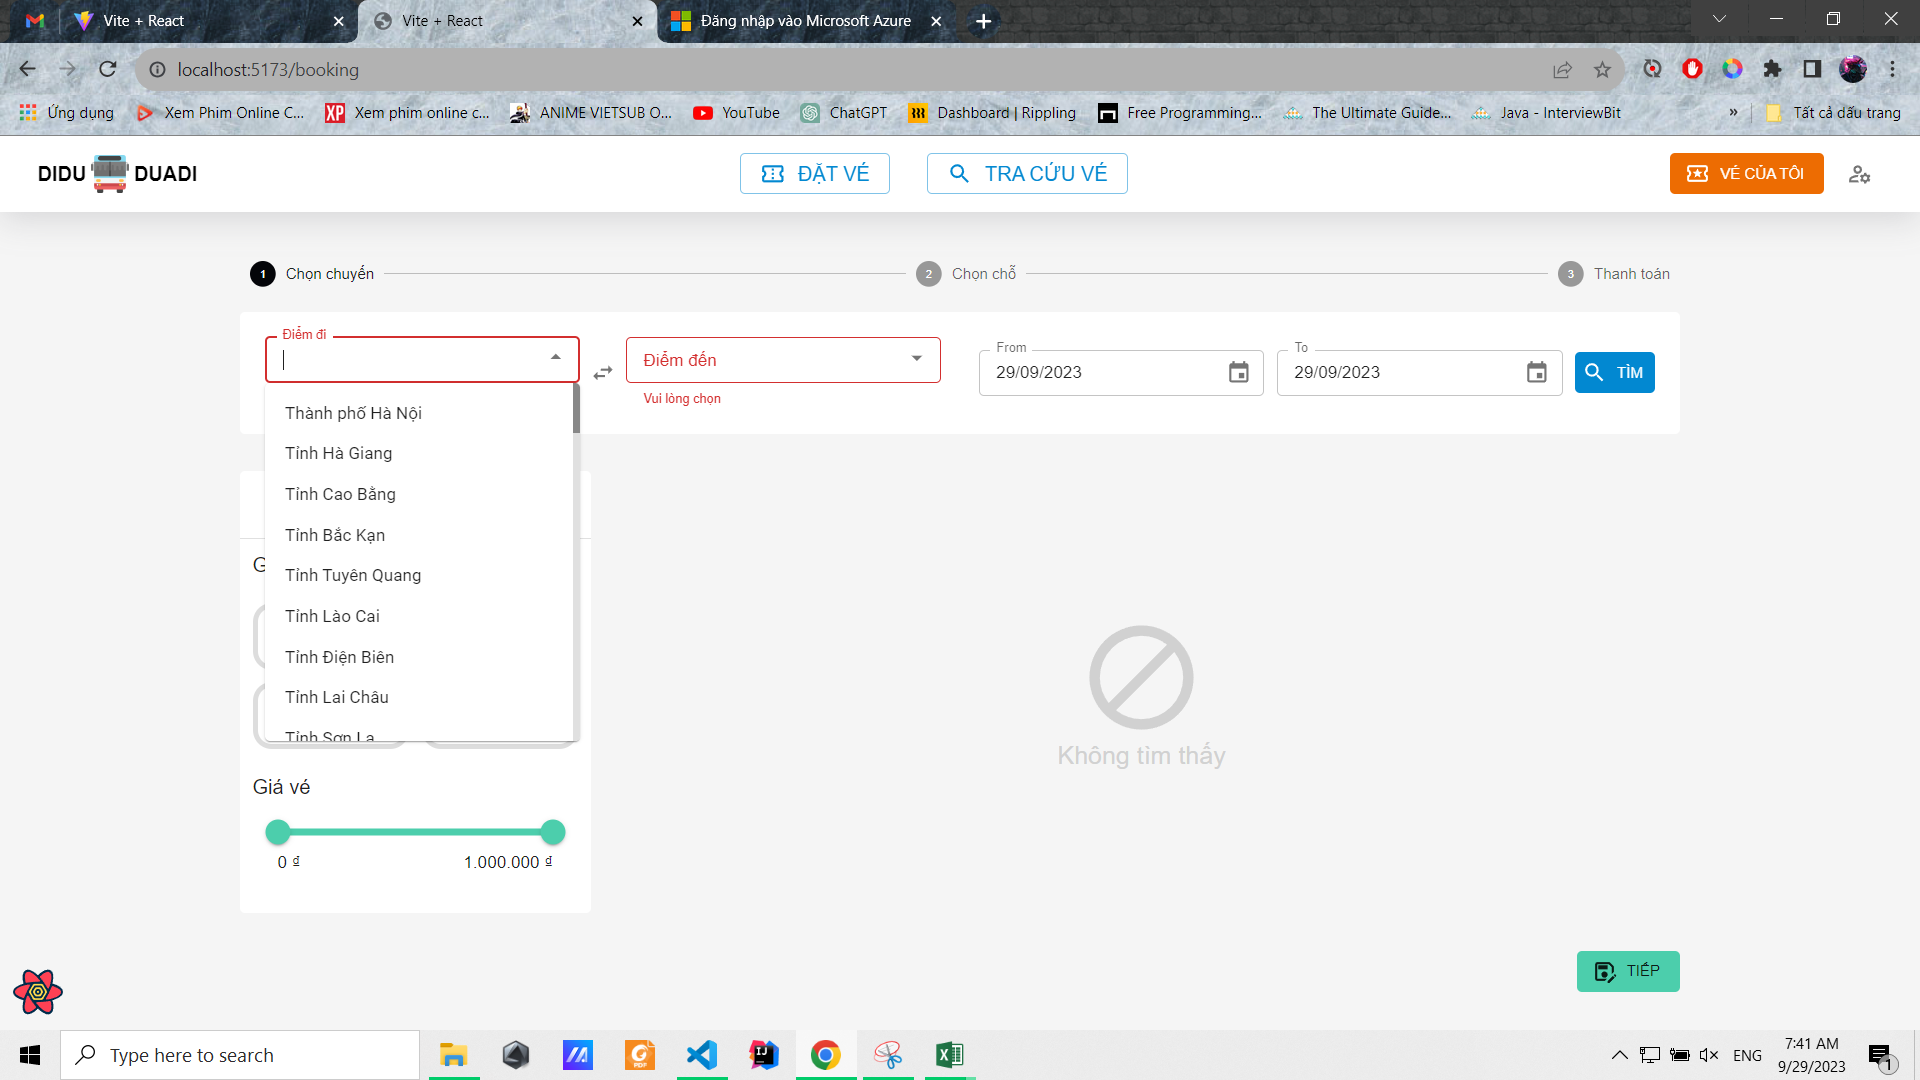 Vite + React
Vite + React
Đăng nhập vào Microsoft Azure
localhost:5173/booking
Ứng dụng
Xem Phim Online C...
XP
Xem phim online c...
ANIME VIETSUB O...
YouTube
ChatGPT
Dashboard | Rippling
Free Programming...
The Ultimate Guide...
Java - InterviewBit
»
Tất cả dấu trang
DIDU DUADI
ĐẶT VÉ
TRA CỨU VÉ
VÉ CỦA TÔI
1 Chọn chuyến
2 Chọn chỗ
3 Thanh toán
Điểm đi
Điểm đến
Vui lòng chọn
From
29/09/2023
To
29/09/2023
TÌM
Thành phố Hà Nội
Tỉnh Hà Giang
Tỉnh Cao Bằng
Tỉnh Bắc Kạn
Tỉnh Tuyên Quang
Tỉnh Lào Cai
Tỉnh Điện Biên
Tỉnh Lai Châu
Tỉnh Sơn La
Không tìm thấy
Giá vé
0 ₫
1.000.000 ₫
TIẾP
Type here to search
PDF
IJ
ENG
7:41 AM
9/29/2023
1